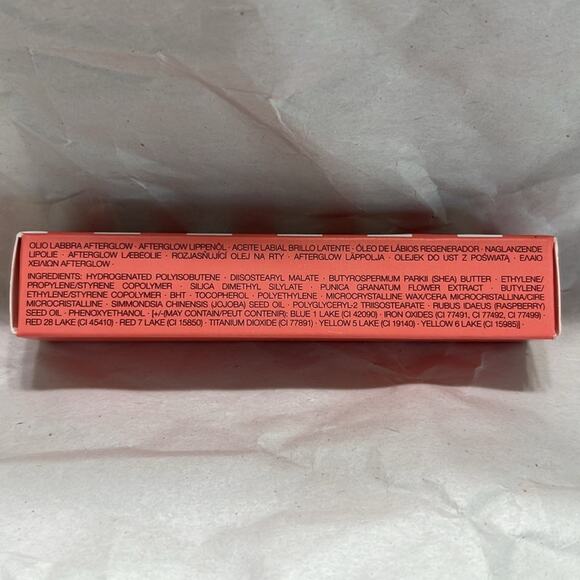 OLIO LABBRA AFTERGLOW · AFTERGLOW LIPPENÖL · ACEITE LABIAL BRILLO LATENTE · ÓLEO DE LÁBIOS REGENERADOR · NAGLANZENDE
LIPOLIE · AFTERGLOW LÆBEOLIE · ROZJAŚNUJĄCI OLEJ NA RTY · AFTERGLOW LÄPPOLJA · OLEJEK DO UST Z POŚWIATĄ · ΕΛΑΙΟ
ΧΕΙΛΙΩΝ AFTERGLOW ·
INGREDIENTS: HYDROGENATED POLYISOBUTENE · DIISOSTEARYL MALATE · BUTYROSPERMUM PARKII (SHEA) BUTTER · ETHYLENE/
PROPYLENE/STYRENE COPOLYMER · SILICA DIMETHYL SILYLATE · PUNICA GRANATUM FLOWER EXTRACT · BUTYLENE/
ETHYLENE/STYRENE COPOLYMER · BHT · TOCOPHEROL · POLYETHYLENE · MICROCRYSTALLINE WAX/CERA MICROCRISTALLINA/CIRE
MICROCRISTALLINE · SIMMONDSIA CHINENSIS (JOJOBA) SEED OIL · POLYGLYCERYL-2 TRIISOSTEARATE · RUBUS IDAEUS (RASPBERRY)
SEED OIL · PHENOXYETHANOL · [+/-(MAY CONTAIN/PEUT CONTENIR): BLUE 1 LAKE (CI 42090) · IRON OXIDES (CI 77491, CI 77492, CI 77499) ·
RED 28 LAKE (CI 45410) · RED 7 LAKE (CI 15850) · TITANIUM DIOXIDE (CI 77891) · YELLOW 5 LAKE (CI 19140) · YELLOW 6 LAKE (CI 15985)] ·